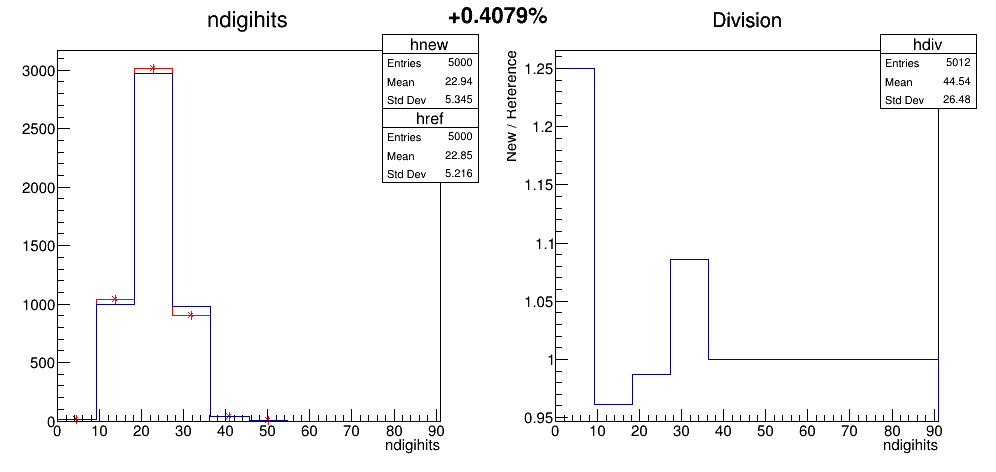 +0.4079%
ndigihits
hnew
Entries 5000
Mean 22.94
Std Dev 5.345
href
Entries 5000
Mean 22.85
Std Dev 5.216
3000
2500
2000
1500
1000
500
0
0 10 20 30 40 50 60 70 80 90
ndigihits
Division
hdiv
Entries 5012
Mean 44.54
Std Dev 26.48
New / Reference
1.25
1.2
1.15
1.1
1.05
1
0.95
0 10 20 30 40 50 60 70 80 90
ndigihits